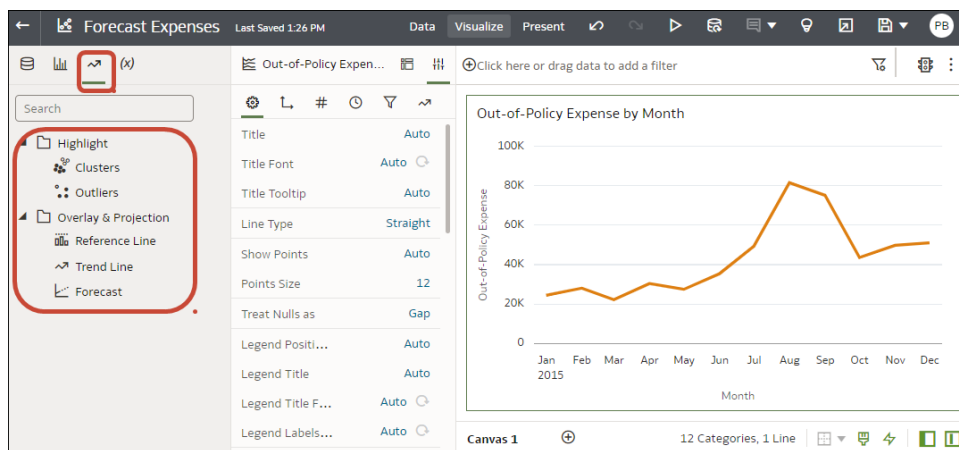 Forecast Expenses Last Saved 1:26 PM Data Visualize Present PB
(x)
Search
Highlight
Clusters
Outliers
Overlay & Projection
Reference Line
Trend Line
Forecast
Out-of-Policy Expen...
#
Title Auto
Title Font Auto
Title Tooltip Auto
Line Type Straight
Show Points Auto
Points Size 12
Treat Nulls as Gap
Legend Positi... Auto
Legend Title Auto
Legend Title F... Auto
Legend Labels... Auto
Click here or drag data to add a filter
Out-of-Policy Expense by Month
Out-of-Policy Expense
100K
80K
60K
40K
20K
0
Jan Feb Mar Apr May Jun Jul Aug Sep Oct Nov Dec
2015
Month
Canvas 1 12 Categories, 1 Line